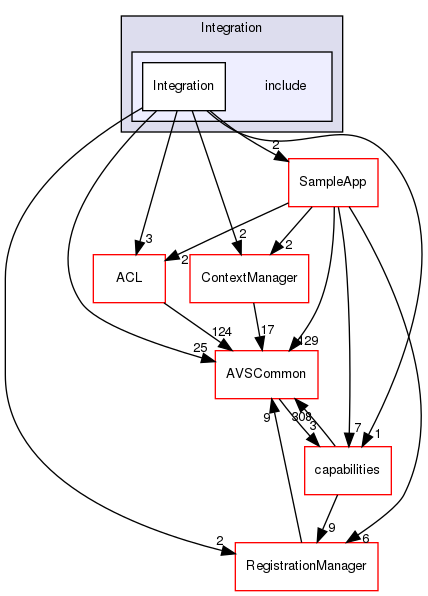 Integration
Integration
include
2
SampleApp
3
2
2
2
ACL
ContextManager
124
17
129
25
AVSCommon
9
308
3
7
1
capabilities
9
6
2
RegistrationManager